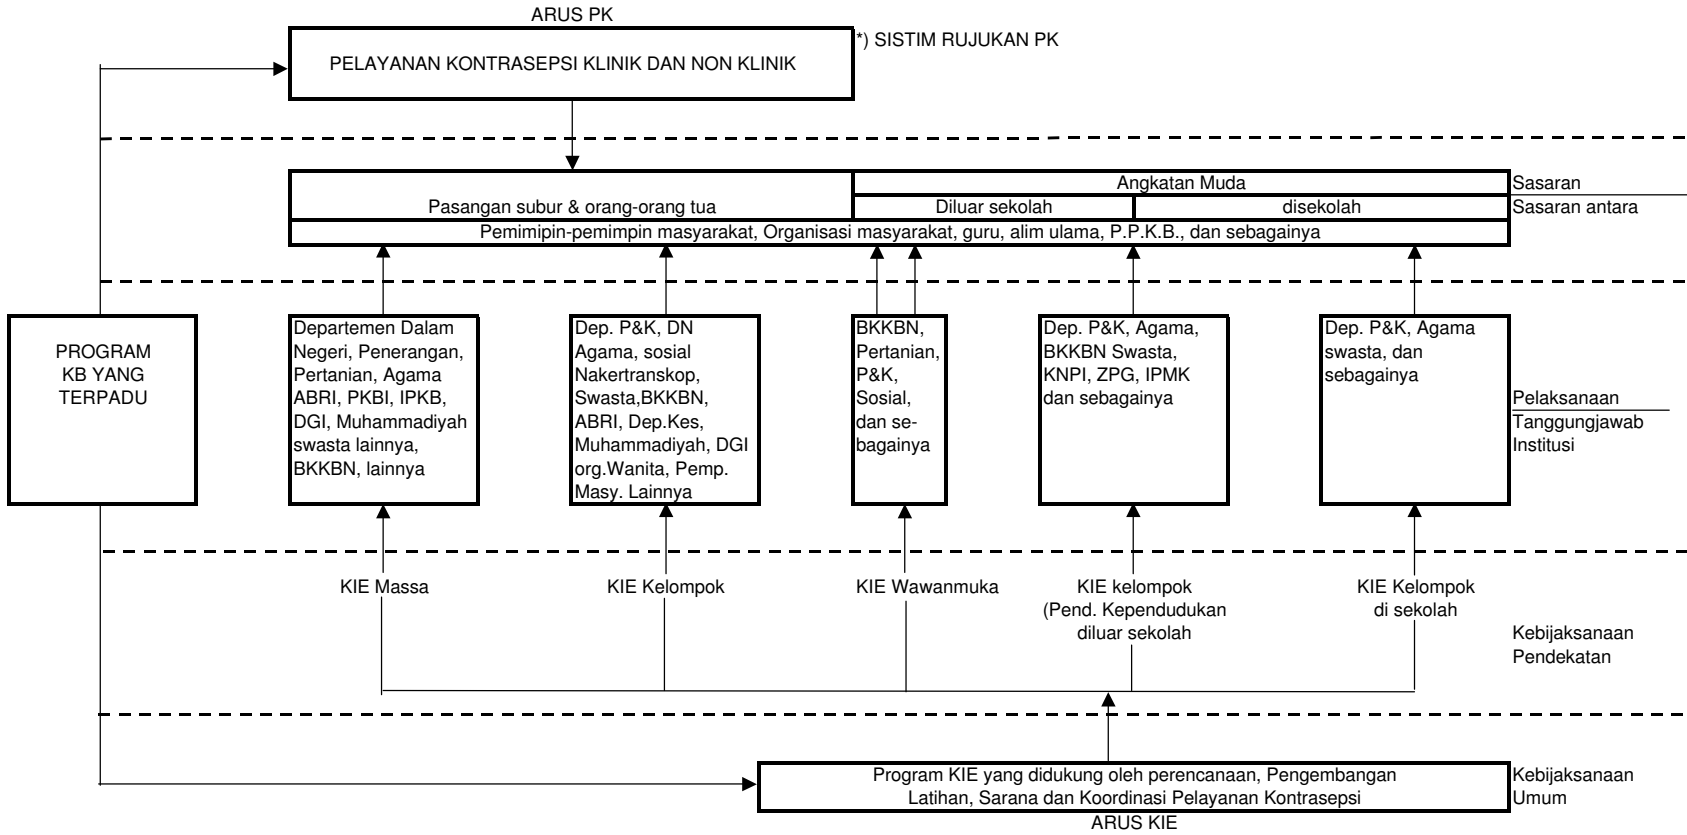 ARUS PK
*) SISTIM RUJUKAN PK
PELAYANAN KONTRASEPSI KLINIK DAN NON KLINIK
Angkatan Muda
Sasaran
Pasangan subur & orang-orang tua
Diluar sekolah
disekolah
Sasaran antara
Pemimipin-pemimpin masyarakat, Organisasi masyarakat, guru, alim ulama, P.P.K.B., dan sebagainya
PROGRAM
KB YANG
TERPADU
Departemen Dalam
Negeri, Penerangan,
Pertanian, Agama
ABRI, PKBI, IPKB,
DGI, Muhammadiyah
swasta lainnya,
BKKBN, lainnya
Dep. P&K, DN
Agama, sosial
Nakertranskop,
Swasta,BKKBN,
ABRI, Dep.Kes,
Muhammadiyah, DGI
org.Wanita, Pemp.
Masy. Lainnya
BKKBN,
Pertanian,
P&K,
Sosial,
dan se-
bagainya
Dep. P&K, Agama,
BKKBN Swasta,
KNPI, ZPG, IPMK
dan sebagainya
Dep. P&K, Agama
swasta, dan
sebagainya
Pelaksanaan
Tanggungjawab
Institusi
KIE Massa
KIE Kelompok
KIE Wawanmuka
KIE kelompok
(Pend. Kependudukan
diluar sekolah
KIE Kelompok
di sekolah
Kebijaksanaan
Pendekatan
Program KIE yang didukung oleh perencanaan, Pengembangan
Latihan, Sarana dan Koordinasi Pelayanan Kontrasepsi
Kebijaksanaan
Umum
ARUS KIE